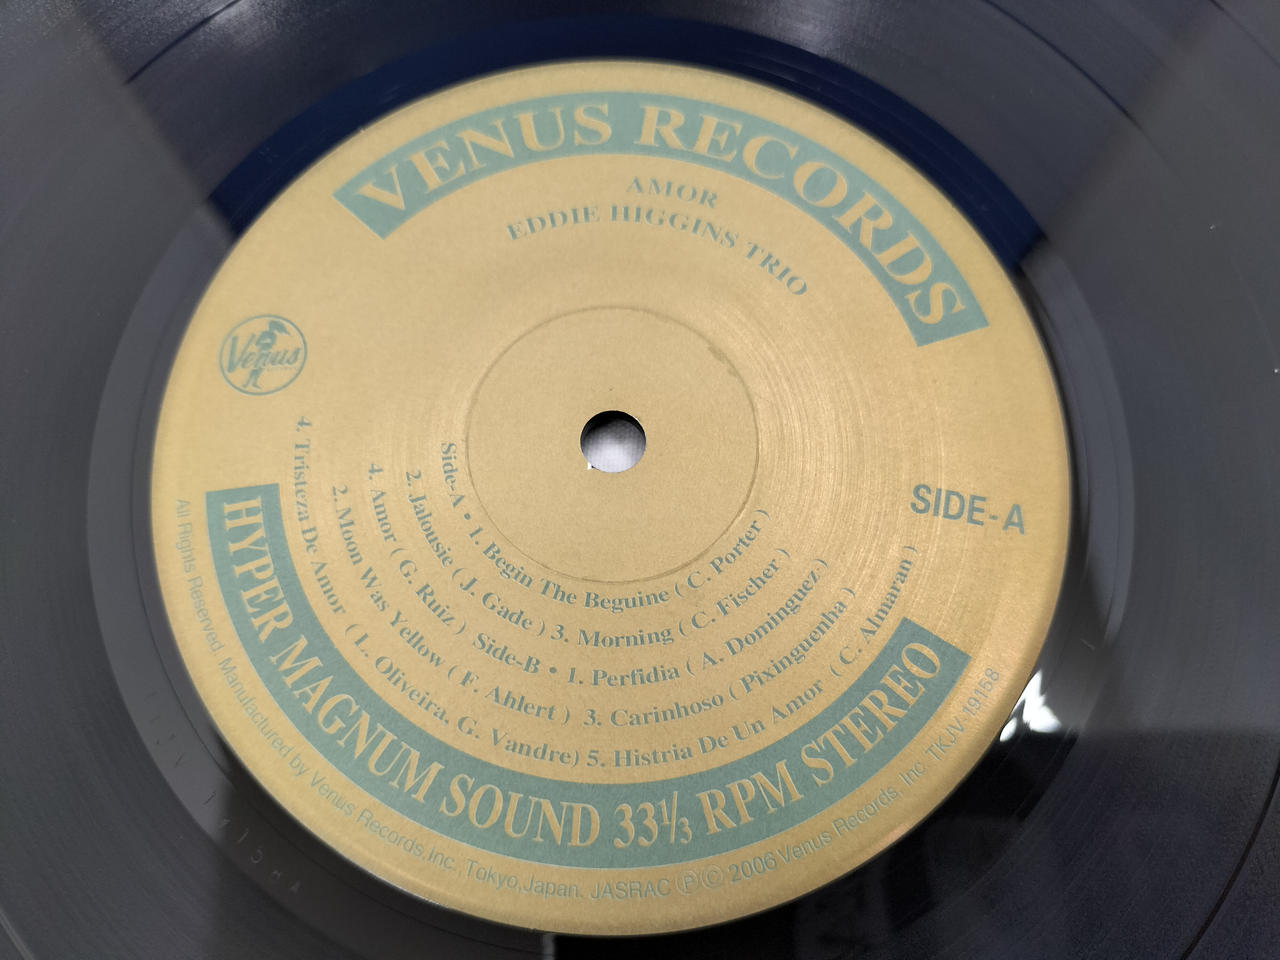 VENUS RECORDS
AMOR
EDDIE HIGGINS TRIO
Venus
SIDE-A
Side-A • 1. Begin The Beguine ( C. Porter )
2. Jalousie ( J. Gade ) 3. Morning ( C. Fischer )
4. Amor ( G. Ruiz ) Side-B • 1. Perfidia ( A. Dominguez )
2. Moon Was Yellow ( F. Ahlert ) 3. Carinhoso ( Pixinguenha )
4. Tristeza De Amor ( L. Oliveira. G. Vandre) 5. Histria De Un Amor ( C. Almaran )
HYPER MAGNUM SOUND 33⅓ RPM STEREO
All Rights Reserved. Manufactured by Venus Records,Inc., Tokyo,Japan. JASRAC ⓅⒸ 2006 Venus Records, Inc. TKJV-19158